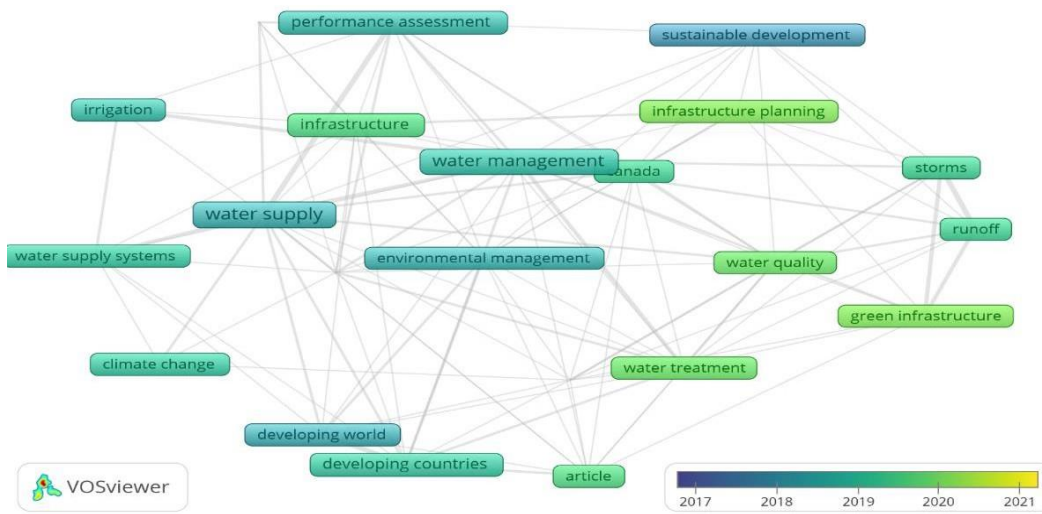 performance assessment
sustainable development
irrigation
infrastructure
infrastructure planning
water management
canada
storms
water supply
runoff
water supply systems
environmental management
water quality
green infrastructure
climate change
water treatment
developing world
developing countries
article
VOSviewer
2017 2018 2019 2020 2021